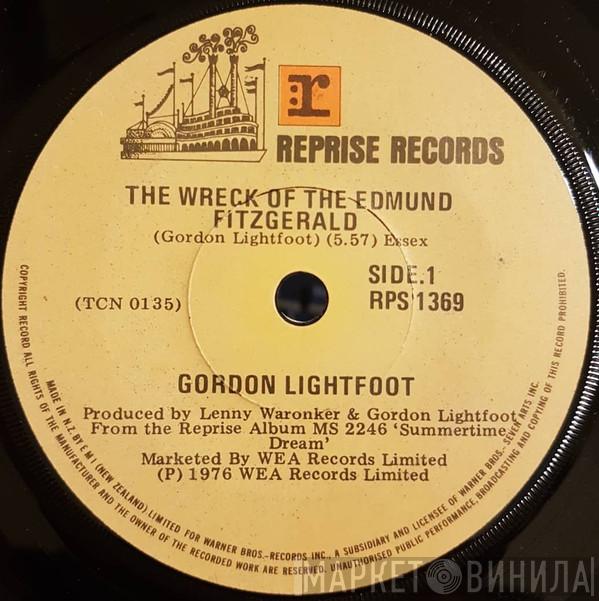 r
REPRISE RECORDS
THE WRECK OF THE EDMUND
FITZGERALD
(Gordon Lightfoot) (5.57) Essex
SIDE.1
(TCN 0135)
RPS 1369
GORDON LIGHTFOOT
Produced by Lenny Waronker & Gordon Lightfoot
From the Reprise Album MS 2246 'Summertime
Dream'
Marketed By WEA Records Limited
(P) 1976 WEA Records Limited
COPYRIGHT RECORD ALL RIGHTS OF THE MANUFACTURER AND THE OWNER OF THE RECORDED WORK ARE RESERVED. UNAUTHORISED PUBLIC PERFORMANCE, BROADCASTING AND COPYING OF THIS RECORD PROHIBITED.
MADE IN N.Z. BY E M I (NEW ZEALAND) LIMITED FOR WARNER BROS.-RECORDS INC., A SUBSIDIARY AND LICENSEE OF WARNER BROS.- SEVEN ARTS INC.
МАРКЕТ ВИНИЛА